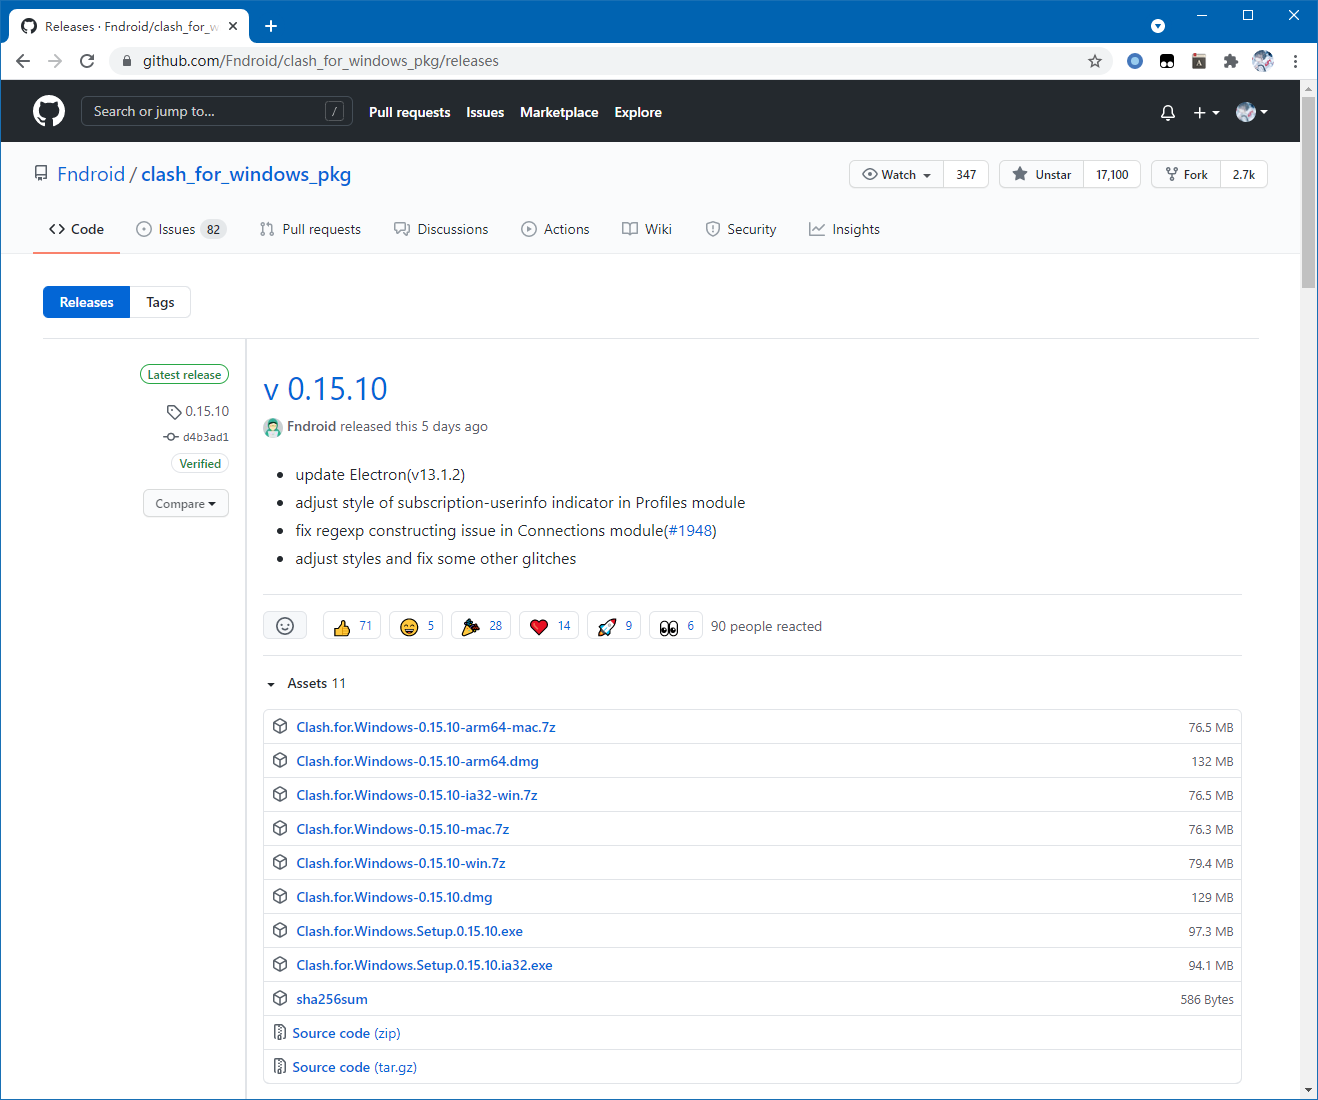 Releases · Fndroid/clash_for_w
github.com/Fndroid/clash_for_windows_pkg/releases
Search or jump to... /
Pull requests Issues Marketplace Explore
Fndroid / clash_for_windows_pkg
Watch 347 Unstar 17,100 Fork 2.7k
Code Issues 82 Pull requests Discussions Actions Wiki Security Insights
Releases Tags
Latest release
0.15.10
d4b3ad1
Verified
Compare
v 0.15.10
Fndroid released this 5 days ago
• update Electron(v13.1.2)
• adjust style of subscription-userinfo indicator in Profiles module
• fix regexp constructing issue in Connections module(#1948)
• adjust styles and fix some other glitches
71 5 28 14 9 6 90 people reacted
Assets 11
Clash.for.Windows-0.15.10-arm64-mac.7z 76.5 MB
Clash.for.Windows-0.15.10-arm64.dmg 132 MB
Clash.for.Windows-0.15.10-ia32-win.7z 76.5 MB
Clash.for.Windows-0.15.10-mac.7z 76.3 MB
Clash.for.Windows-0.15.10-win.7z 79.4 MB
Clash.for.Windows-0.15.10.dmg 129 MB
Clash.for.Windows.Setup.0.15.10.exe 97.3 MB
Clash.for.Windows.Setup.0.15.10.ia32.exe 94.1 MB
sha256sum 586 Bytes
Source code (zip)
Source code (tar.gz)